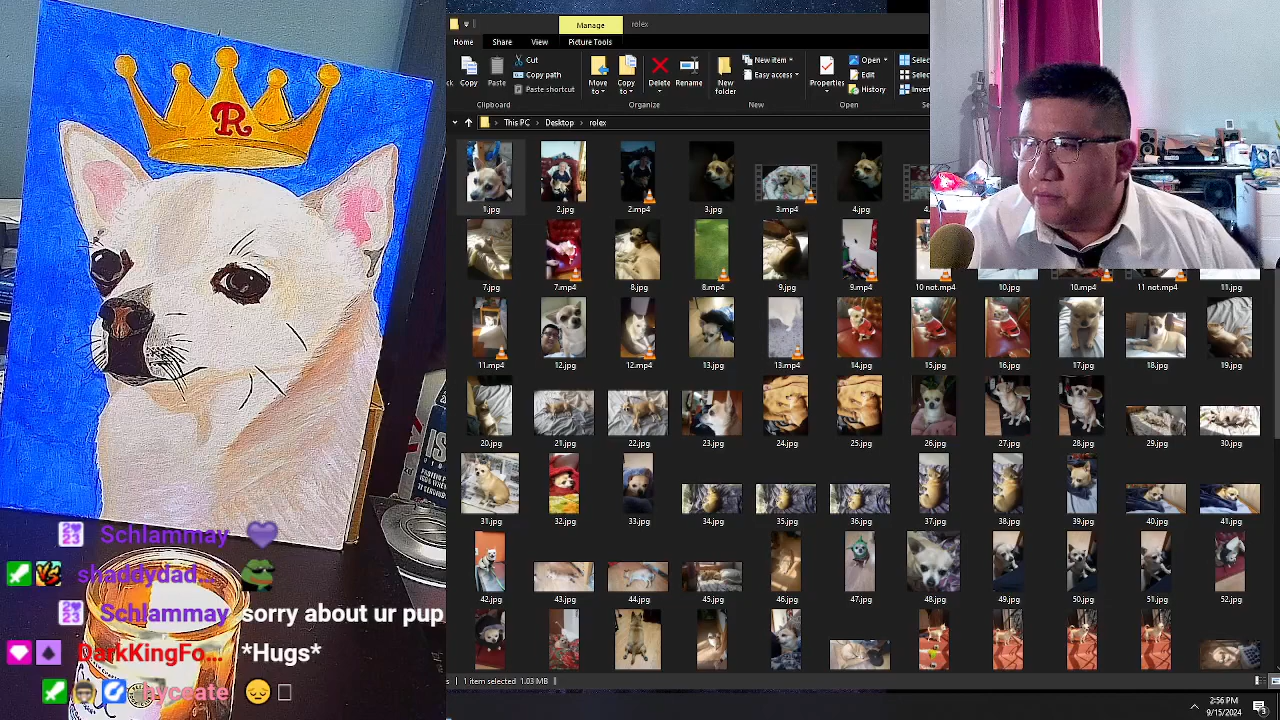 Manage
rolex
Home
Share
View
Picture Tools
Copy
Paste
Cut
Copy path
Paste shortcut
Move to
Copy to
Delete
Rename
New folder
New item
Easy access
Properties
Open
Edit
History
Clipboard
Organize
New
Open
This PC
Desktop
rolex
1.jpg
2.jpg
2.mp4
3.jpg
3.mp4
4.jpg
7.jpg
7.mp4
8.jpg
8.mp4
9.jpg
9.mp4
10 not.mp4
10.jpg
10.mp4
11 not.mp4
11.jpg
11.mp4
12.jpg
12.mp4
13.jpg
13.mp4
14.jpg
15.jpg
16.jpg
17.jpg
18.jpg
19.jpg
20.jpg
21.jpg
22.jpg
23.jpg
24.jpg
25.jpg
26.jpg
27.jpg
28.jpg
29.jpg
30.jpg
31.jpg
32.jpg
33.jpg
34.jpg
35.jpg
36.jpg
37.jpg
38.jpg
39.jpg
40.jpg
41.jpg
42.jpg
43.jpg
44.jpg
45.jpg
46.jpg
47.jpg
48.jpg
49.jpg
50.jpg
51.jpg
52.jpg
1 item selected 1.03 MB
2:56 PM
9/15/2024
3
R
Schlammay
shaddydad...
Schlammay sorry about ur pup
DarkKingFo... *Hugs*
hyceate